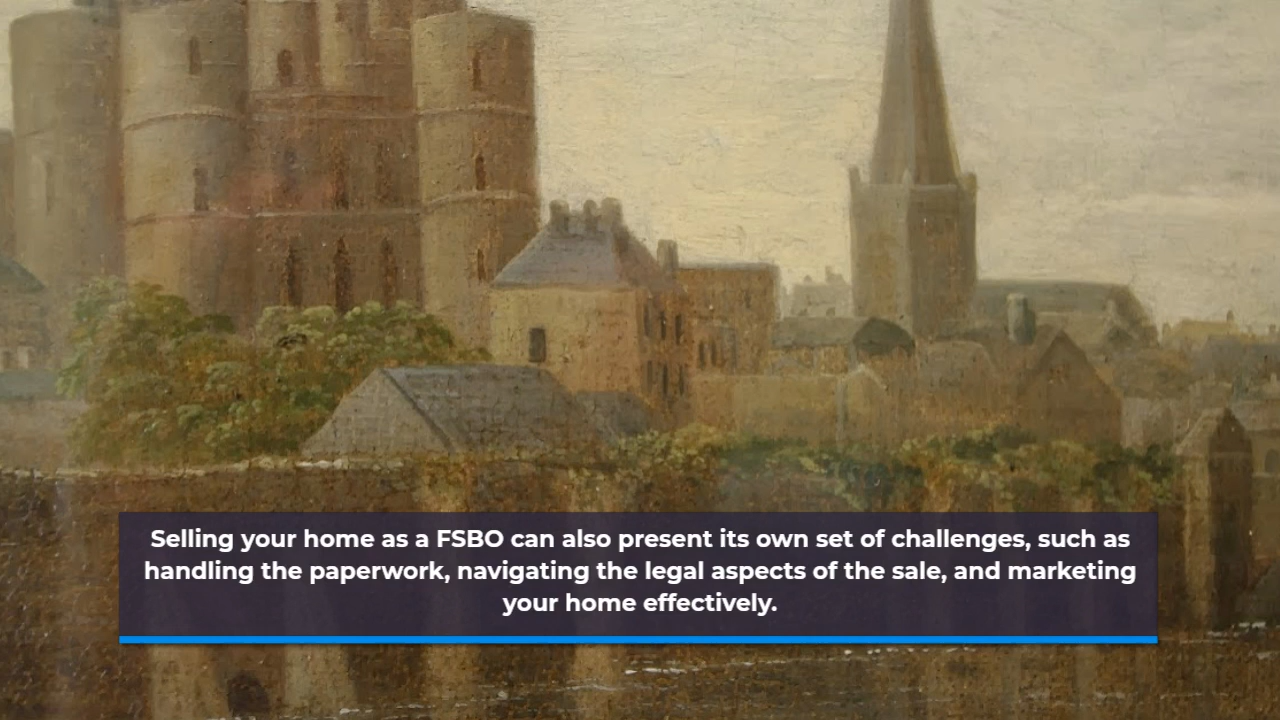 Selling your home as a FSBO can also present its own set of challenges, such as
handling the paperwork, navigating the legal aspects of the sale, and marketing
your home effectively.